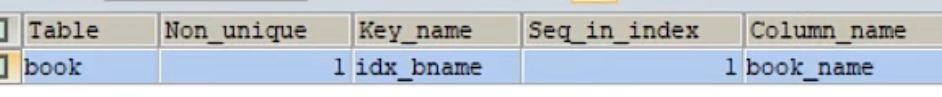 Table Non_unique Key_name Seq_in_index Column_name
book 1 idx_bname 1 book_name